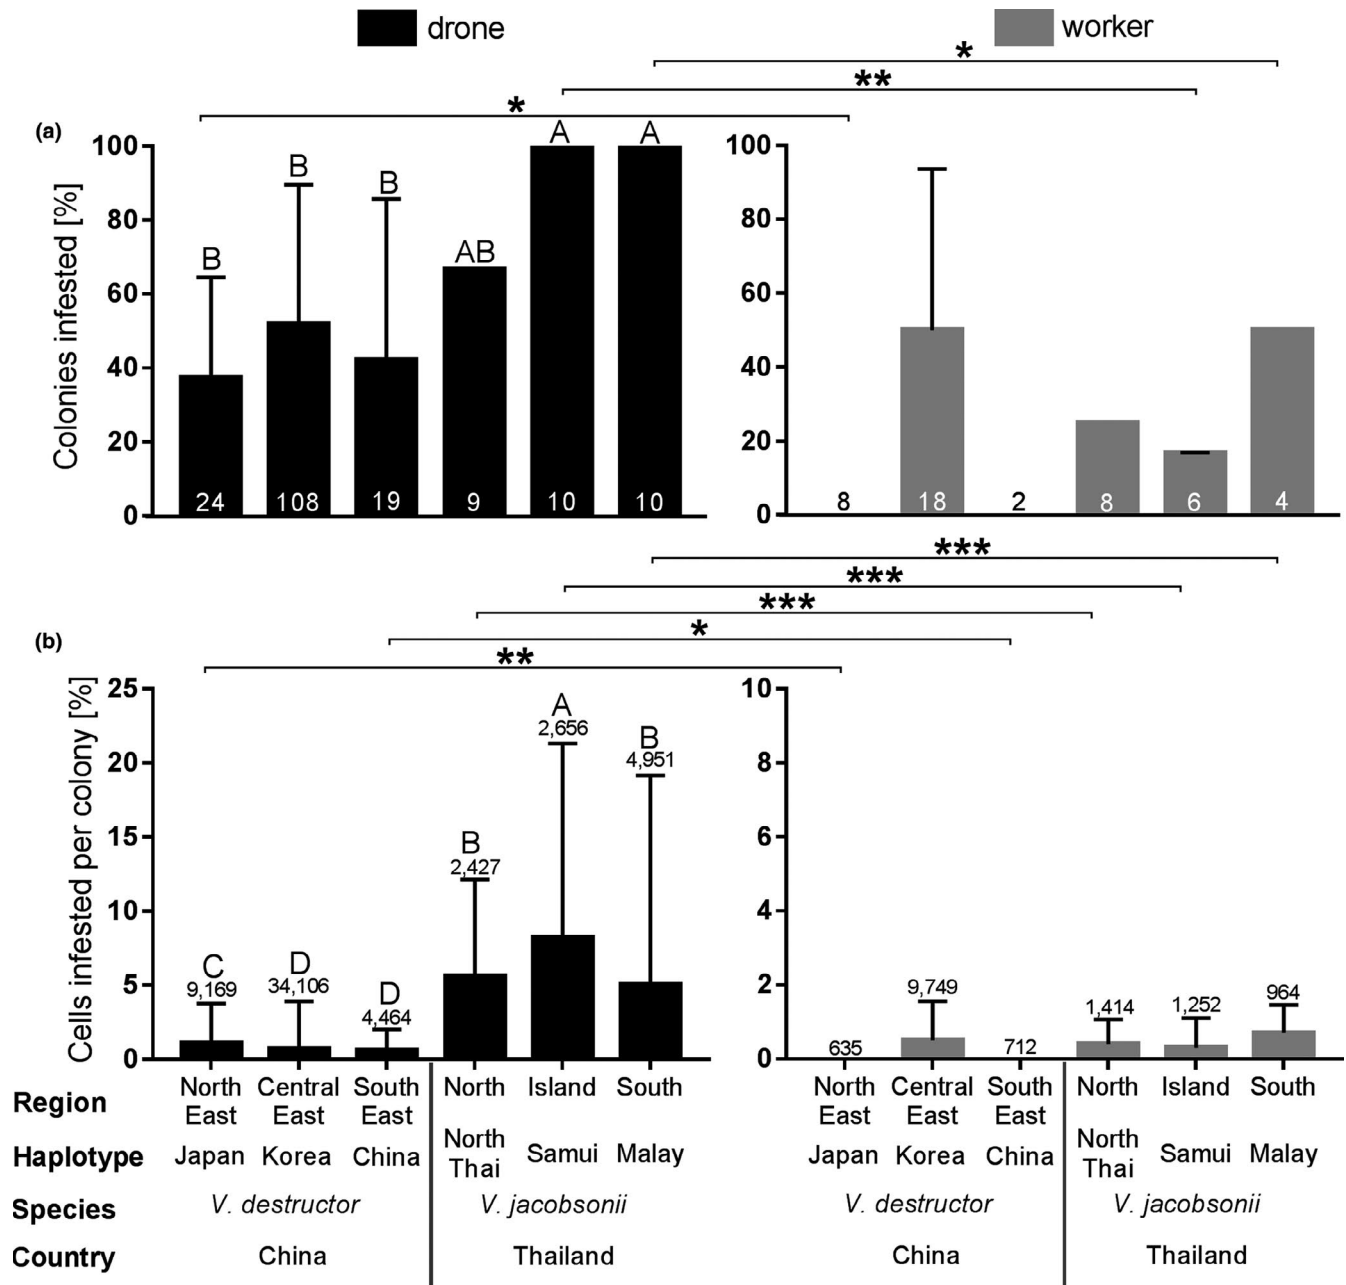 drone
worker
*
**
*
(a)
Colonies infested [%]
100
80
60
40
20
0
B
B
B
AB
A
A
24
108
19
9
10
10
100
80
60
40
20
0
8
18
2
8
6
4
***
***
***
*
**
(b)
Cells infested per colony [%]
25
20
15
10
5
0
C
9,169
D
34,106
D
4,464
B
2,427
A
2,656
B
4,951
10
8
6
4
2
0
635
9,749
712
1,414
1,252
964
Region
North East
Central East
South East
North
Island
South
North East
Central East
South East
North
Island
South
Haplotype
Japan
Korea
China
North Thai
Samui
Malay
Japan
Korea
China
North Thai
Samui
Malay
Species
V. destructor
V. jacobsonii
V. destructor
V. jacobsonii
Country
China
Thailand
China
Thailand